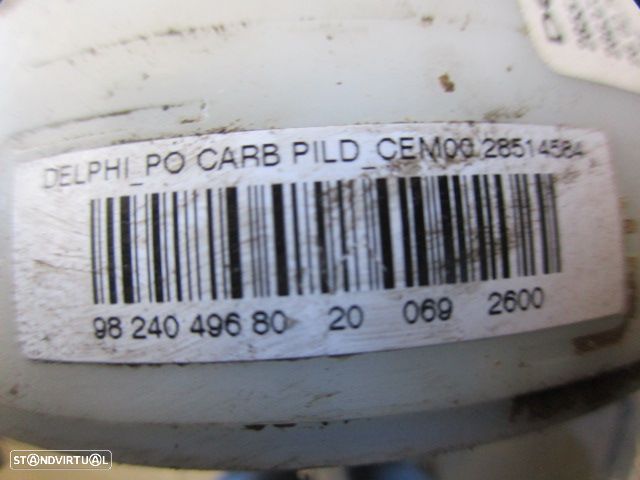 DELPHI_PO CARB PILD_CEM00 28514584
98 240 496 80 20 069 2600
STANDVIRTUAL